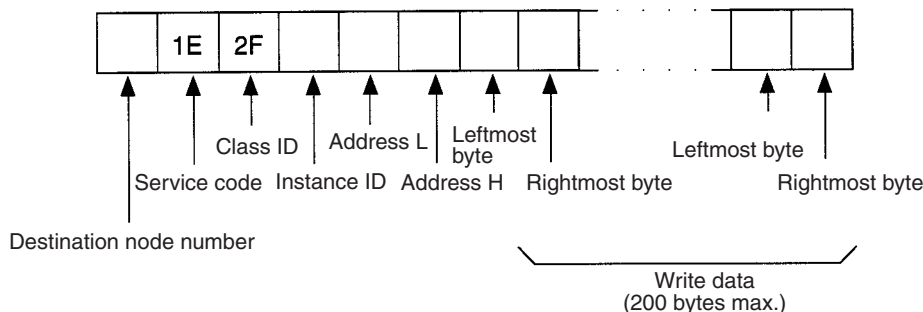 1E 2F
Class ID Address L Leftmost byte Leftmost byte
Service code Instance ID Address H Rightmost byte Rightmost byte
Destination node number
Write data
(200 bytes max.)